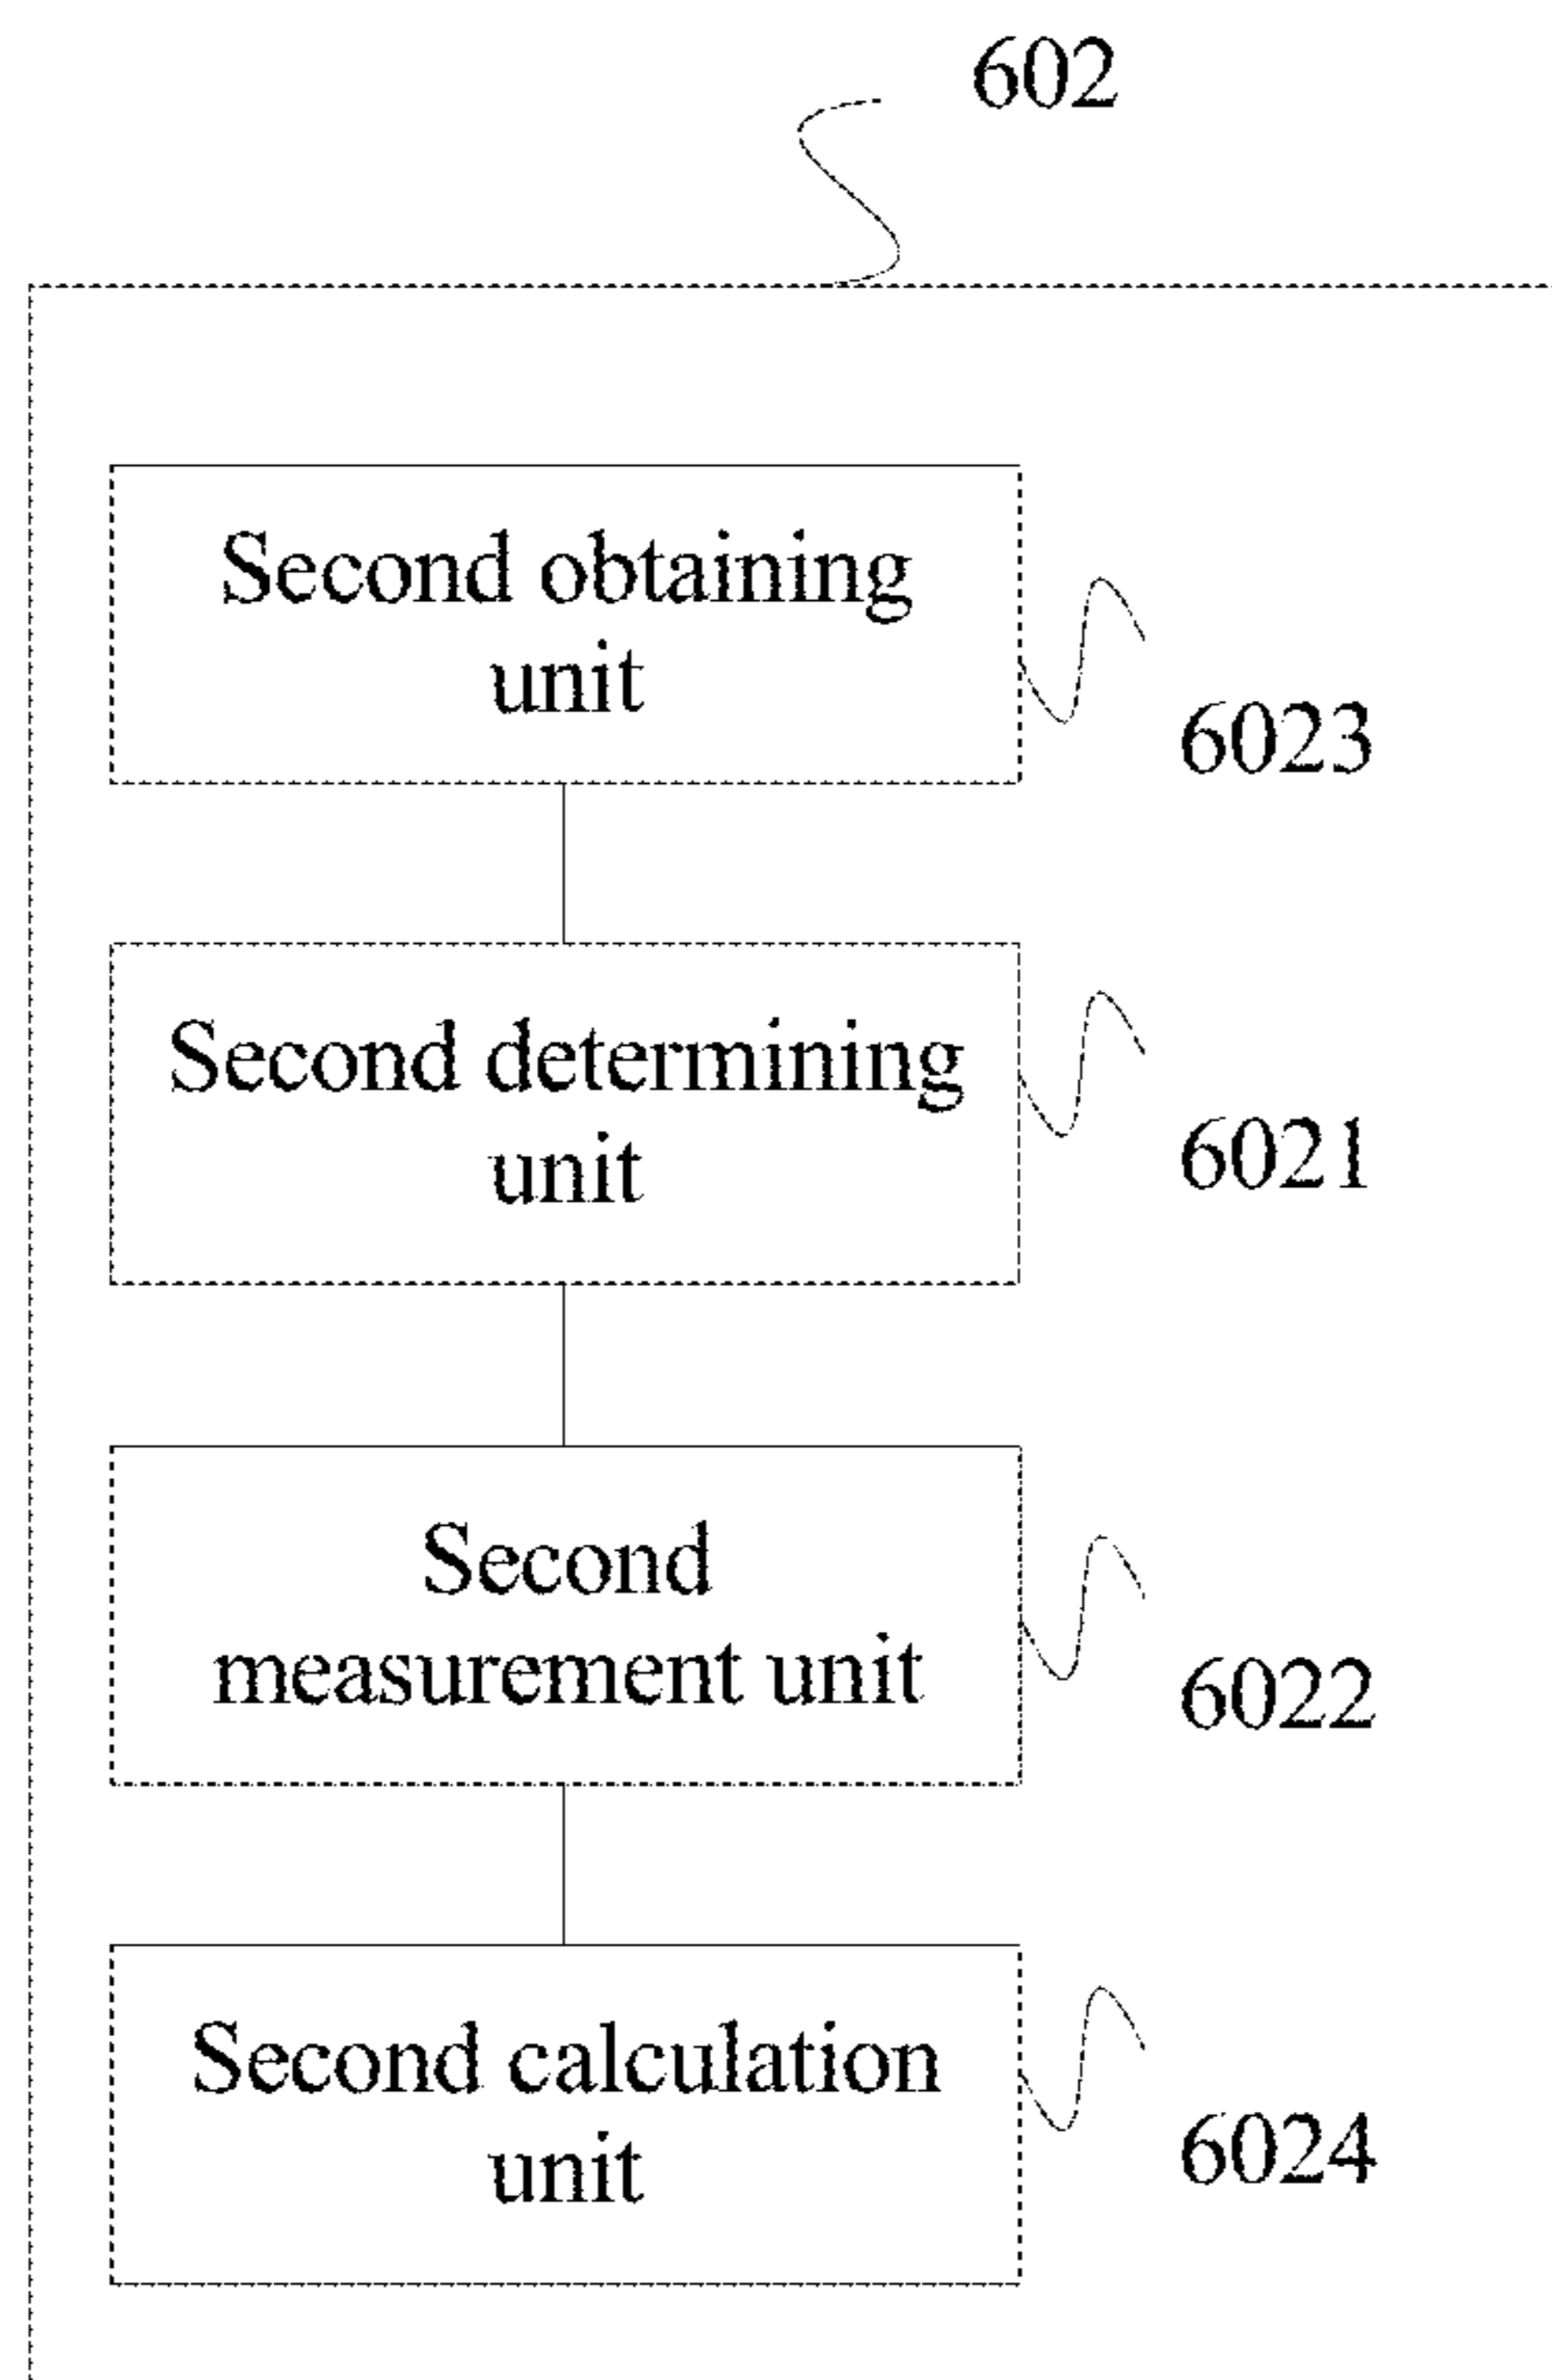 602
Second obtaining
unit
6023
Second determining
unit
6021
Second
measurement unit
6022
Second calculation
unit
6024